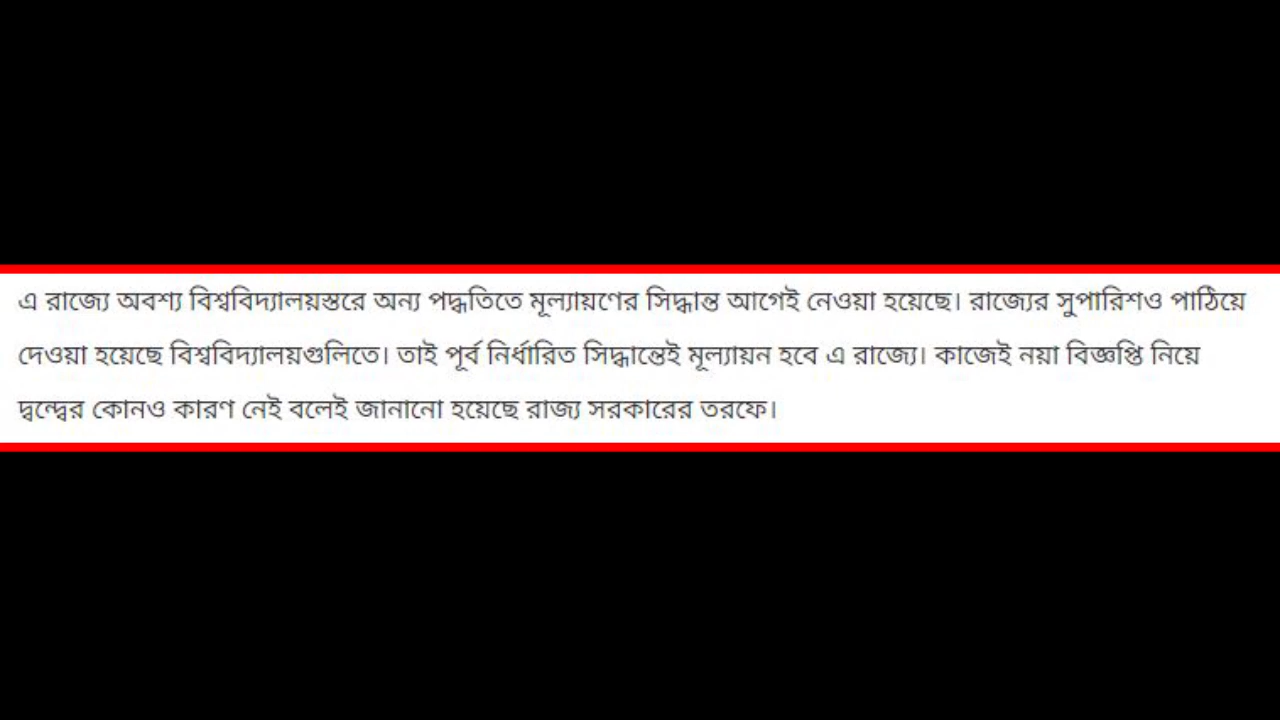 এ রাজ্যে অবশ্য বিশ্ববিদ্যালয়স্তরে অন্য পদ্ধতিতে মূল্যায়ণের সিদ্ধান্ত আগেই নেওয়া হয়েছে। রাজ্যের সুপারিশও পাঠিয়ে
দেওয়া হয়েছে বিশ্ববিদ্যালয়গুলিতে। তাই পূর্ব নির্ধারিত সিদ্ধান্তেই মূল্যায়ন হবে এ রাজ্যে। কাজেই নয়া বিজ্ঞপ্তি নিয়ে
দ্বন্দ্বের কোনও কারণ নেই বলেই জানানো হয়েছে রাজ্য সরকারের তরফে।